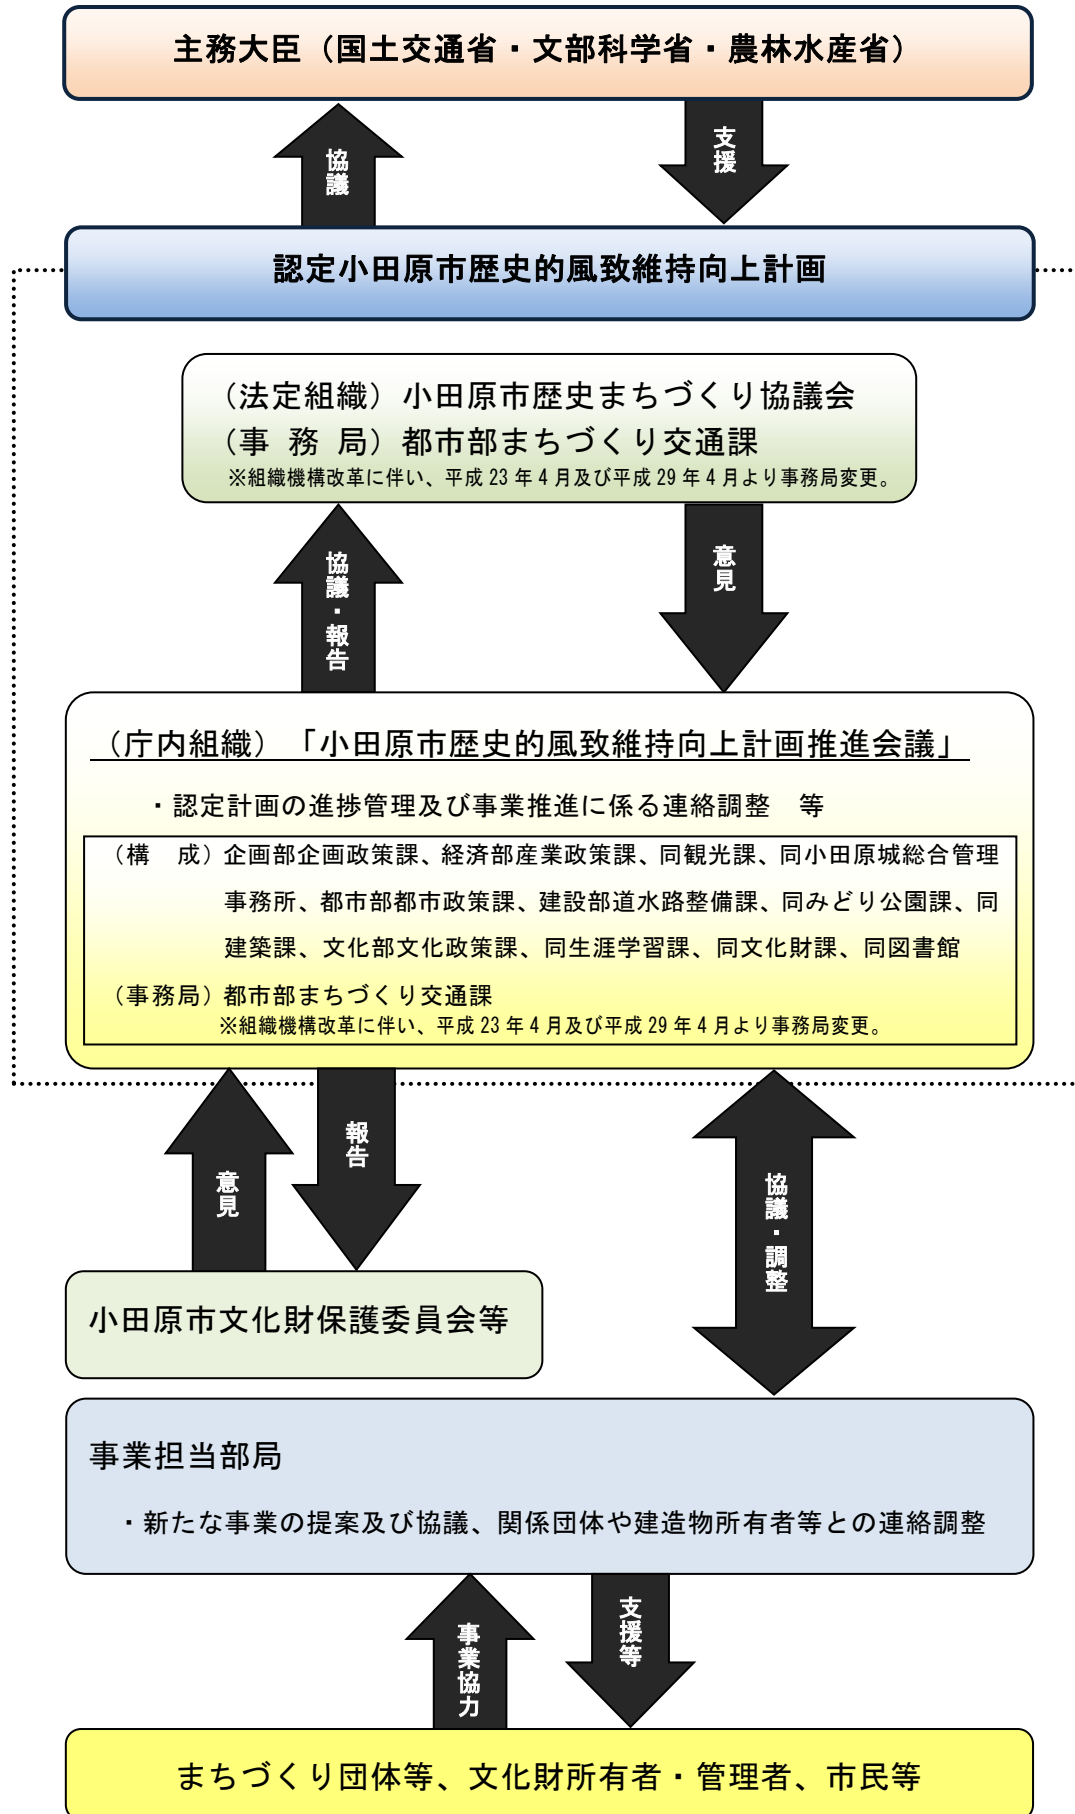 主務大臣（国土交通省・文部科学省・農林水産省）
協議
支援
認定小田原市歴史的風致維持向上計画
（法定組織）小田原市歴史まちづくり協議会
（事 務 局）都市部まちづくり交通課
※組織機構改革に伴い、平成 23 年 4 月及び平成 29 年 4 月より事務局変更。
協議・報告
意見
（庁内組織）「小田原市歴史的風致維持向上計画推進会議」
・認定計画の進捗管理及び事業推進に係る連絡調整　等
（構　成）企画部企画政策課、経済部産業政策課、同観光課、同小田原城総合管理
事務所、都市部都市政策課、建設部道水路整備課、同みどり公園課、同
建築課、文化部文化政策課、同生涯学習課、同文化財課、同図書館
（事務局）都市部まちづくり交通課
※組織機構改革に伴い、平成 23 年 4 月及び平成 29 年 4 月より事務局変更。
意見
報告
協議・調整
小田原市文化財保護委員会等
事業担当部局
・新たな事業の提案及び協議、関係団体や建造物所有者等との連絡調整
事業協力
支援等
まちづくり団体等、文化財所有者・管理者、市民等